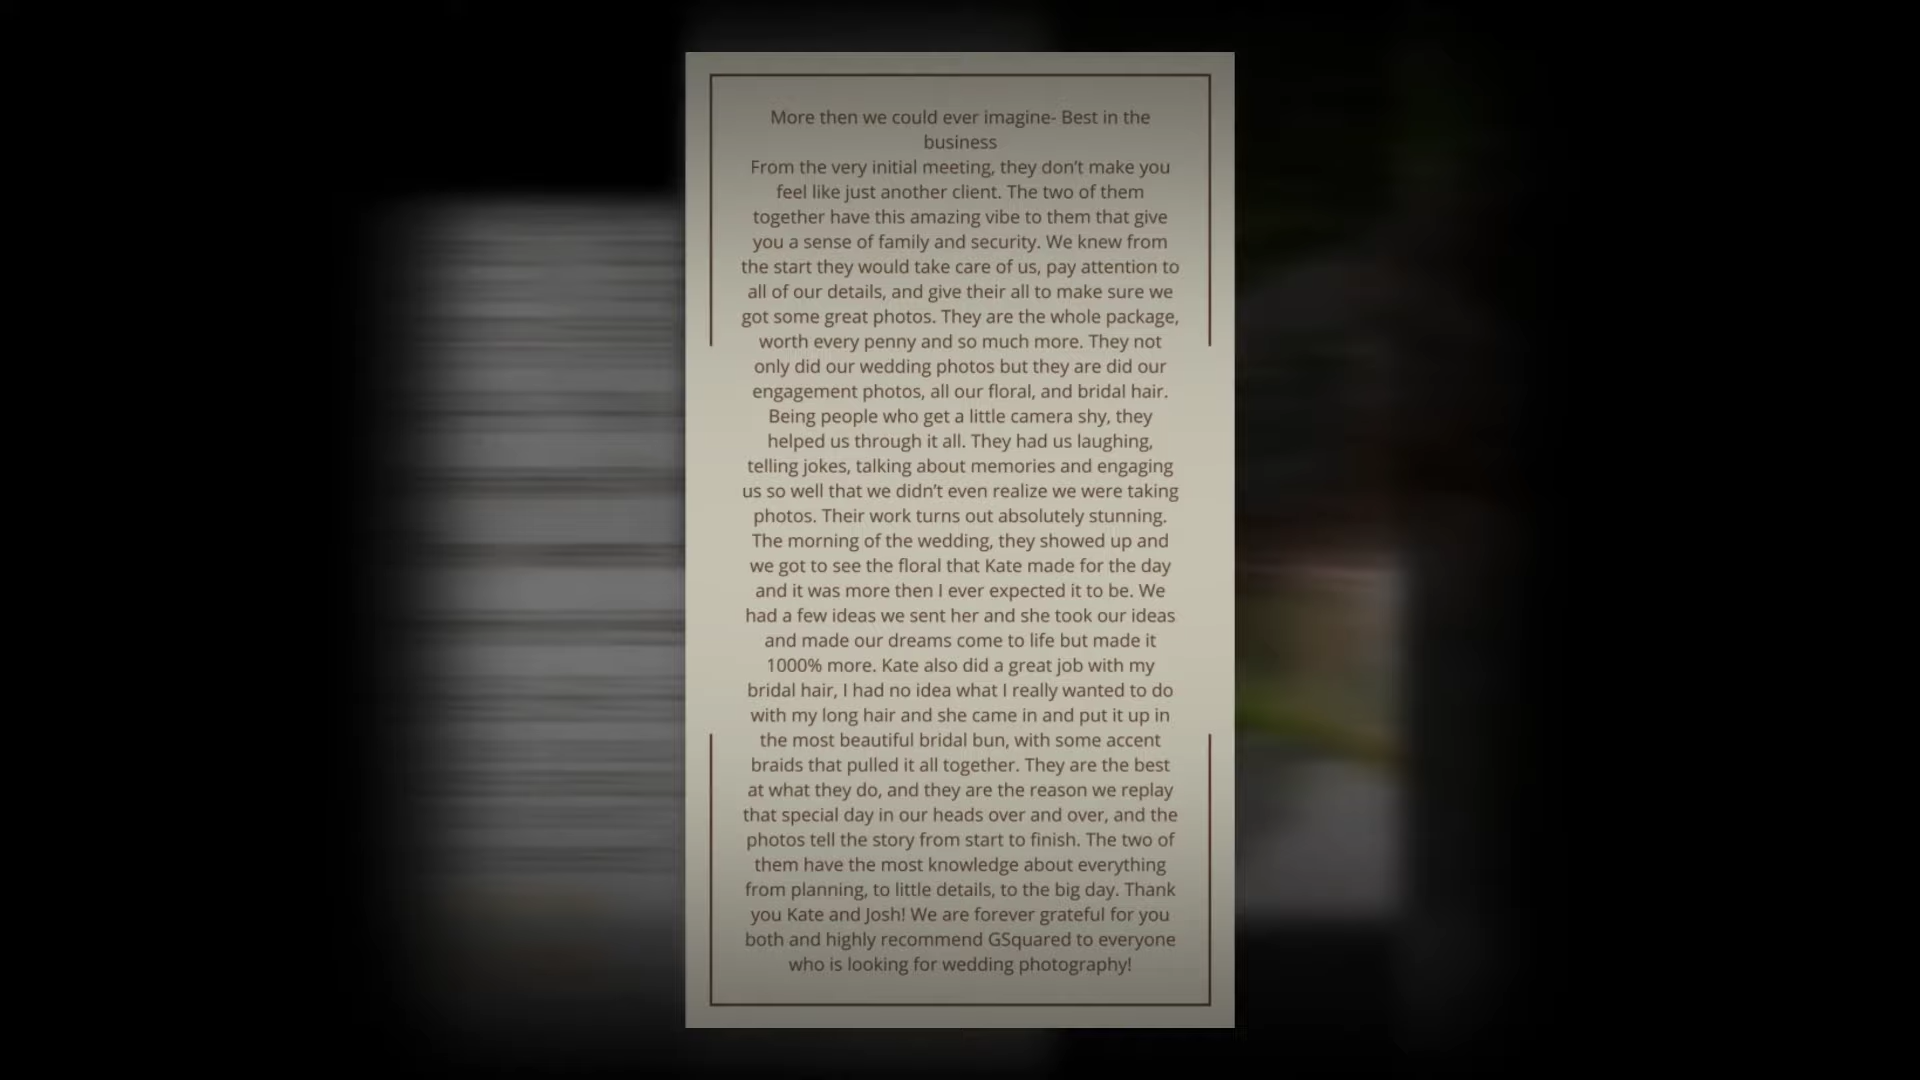 More then we could ever imagine- Best in the
business
From the very initial meeting, they don’t make you
feel like just another client. The two of them
together have this amazing vibe to them that give
you a sense of family and security. We knew from
the start they would take care of us, pay attention to
all of our details, and give their all to make sure we
got some great photos. They are the whole package,
worth every penny and so much more. They not
only did our wedding photos but they are did our
engagement photos, all our floral, and bridal hair.
Being people who get a little camera shy, they
helped us through it all. They had us laughing,
telling jokes, talking about memories and engaging
us so well that we didn’t even realize we were taking
photos. Their work turns out absolutely stunning.
The morning of the wedding, they showed up and
we got to see the floral that Kate made for the day
and it was more then I ever expected it to be. We
had a few ideas we sent her and she took our ideas
and made our dreams come to life but made it
1000% more. Kate also did a great job with my
bridal hair, I had no idea what I really wanted to do
with my long hair and she came in and put it up in
the most beautiful bridal bun, with some accent
braids that pulled it all together. They are the best
at what they do, and they are the reason we replay
that special day in our heads over and over, and the
photos tell the story from start to finish. The two of
them have the most knowledge about everything
from planning, to little details, to the big day. Thank
you Kate and Josh! We are forever grateful for you
both and highly recommend GSquared to everyone
who is looking for wedding photography!